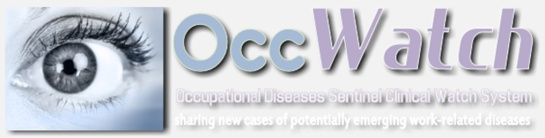 OccWatch
Occupational Diseases Sentinel Clinical Watch System
sharing new cases of potentially emerging work-related diseases